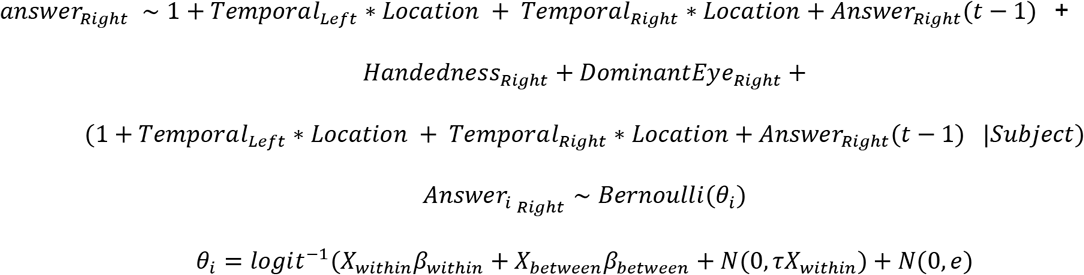 answer_Right ~ 1 + Temporal_Left * Location + Temporal_Right * Location + Answer_Right(t − 1) +
Handedness_Right + DominantEye_Right +
(1 + Temporal_Left * Location + Temporal_Right * Location + Answer_Right(t − 1) |Subject)
Answer_i Right ~ Bernoulli(θ_i)
θ_i = logit^−1(X_within β_within + X_between β_between + N(0, τX_within) + N(0, e)